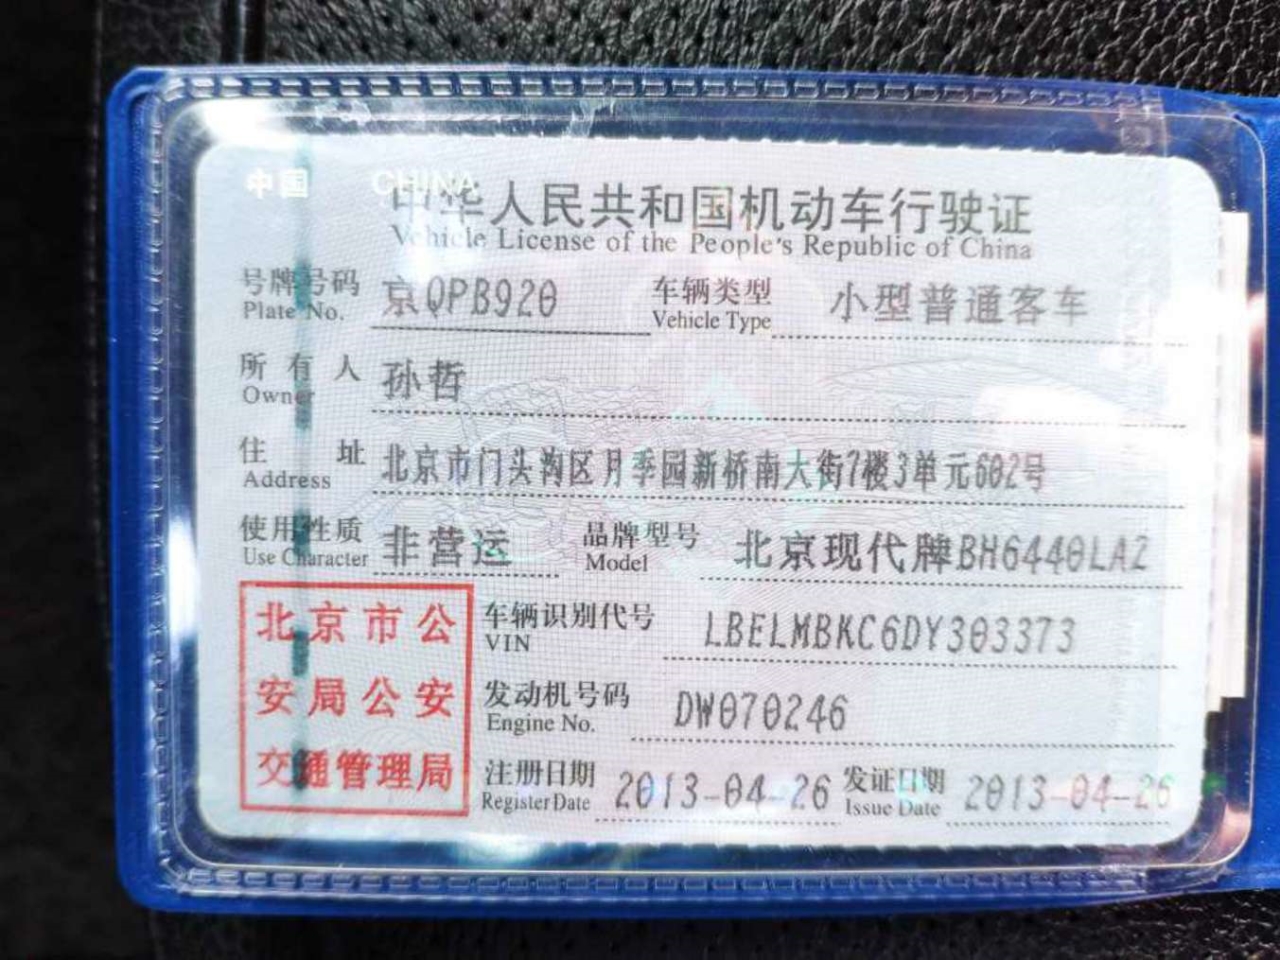 中国 CHINA
中华人民共和国机动车行驶证
Vehicle License of the People's Republic of China
号牌号码 京QPB920 车辆类型 小型普通客车
Plate No. Vehicle Type
所有人 孙哲
Owner
住址 北京市门头沟区月季园新桥南大街7楼3单元602号
Address
使用性质 非营运 品牌型号 北京现代牌BH6440LAZ
Use Character Model
北京市公
安局公安
交通管理局
车辆识别代号 LBELMBKC6DY303373
VIN
发动机号码 DW070246
Engine No.
注册日期 2013-04-26 发证日期 2013-04-26
Register Date Issue Date